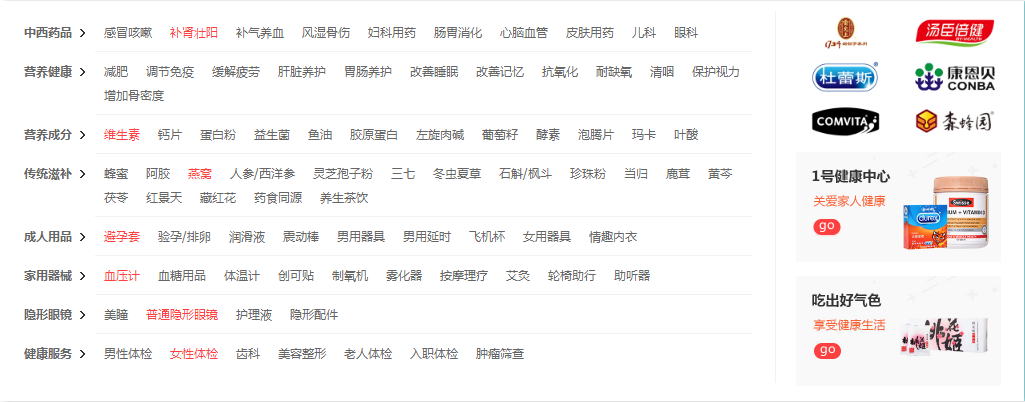 中西药品 > 感冒咳嗽 补肾壮阳 补气养血 风湿骨伤 妇科用药 肠胃消化 心脑血管 皮肤用药 儿科 眼科
营养健康 > 减肥 调节免疫 缓解疲劳 肝脏养护 胃肠养护 改善睡眠 改善记忆 抗氧化 耐缺氧 清咽 保护视力
增加骨密度
营养成分 > 维生素 钙片 蛋白粉 益生菌 鱼油 胶原蛋白 左旋肉碱 葡萄籽 酵素 泡腾片 玛卡 叶酸
传统滋补 > 蜂蜜 阿胶 燕窝 人参/西洋参 灵芝孢子粉 三七 冬虫夏草 石斛/枫斗 珍珠粉 当归 鹿茸 黄芩
茯苓 红景天 藏红花 药食同源 养生茶饮
成人用品 > 避孕套 验孕/排卵 润滑液 震动棒 男用器具 男用延时 飞机杯 女用器具 情趣内衣
家用器械 > 血压计 血糖用品 体温计 创可贴 制氧机 雾化器 按摩理疗 艾灸 轮椅助行 助听器
隐形眼镜 > 美瞳 普通隐形眼镜 护理液 隐形配件
健康服务 > 男性体检 女性体检 齿科 美容整形 老人体检 入职体检 肿瘤筛查
汤臣倍健
BY-HEALTH
杜蕾斯
康恩贝
CONBA
COMVITA
森蜂园
1号健康中心
关爱家人健康
go
Swisse
durex
吃出好气色
享受健康生活
go
桃花姬